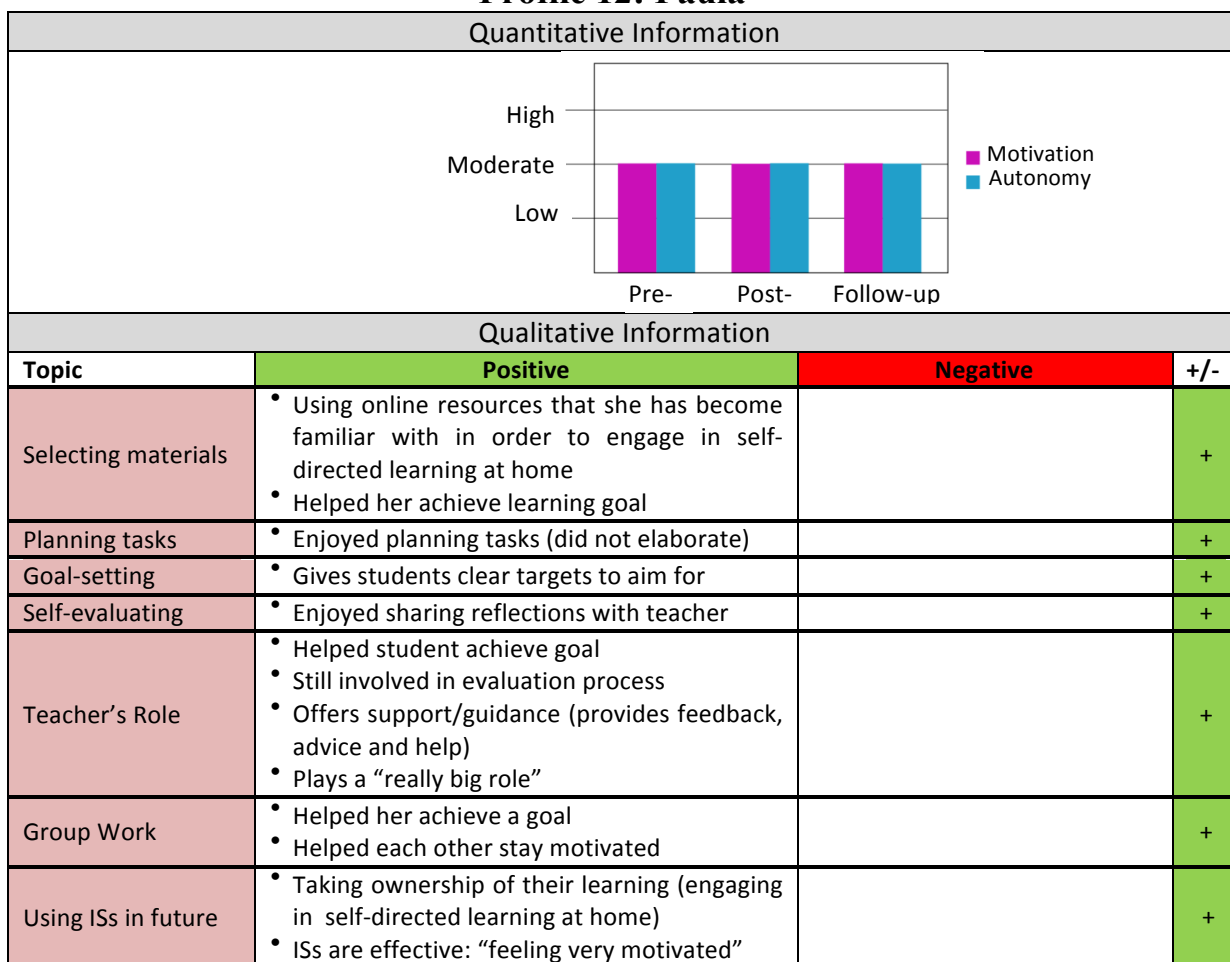 Profile 12: Paula
Quantitative Information
High
Moderate
Low
Motivation
Autonomy
Pre-
Post-
Follow-up
Qualitative Information
Topic
Positive
Negative
+/-
Selecting materials
• Using online resources that she has become
familiar with in order to engage in self-
directed learning at home
• Helped her achieve learning goal
+
Planning tasks
• Enjoyed planning tasks (did not elaborate)
+
Goal-setting
• Gives students clear targets to aim for
+
Self-evaluating
• Enjoyed sharing reflections with teacher
+
Teacher’s Role
• Helped student achieve goal
• Still involved in evaluation process
• Offers support/guidance (provides feedback,
advice and help)
• Plays a “really big role”
+
Group Work
• Helped her achieve a goal
• Helped each other stay motivated
+
Using ISs in future
• Taking ownership of their learning (engaging
in self-directed learning at home)
• ISs are effective: “feeling very motivated”
+